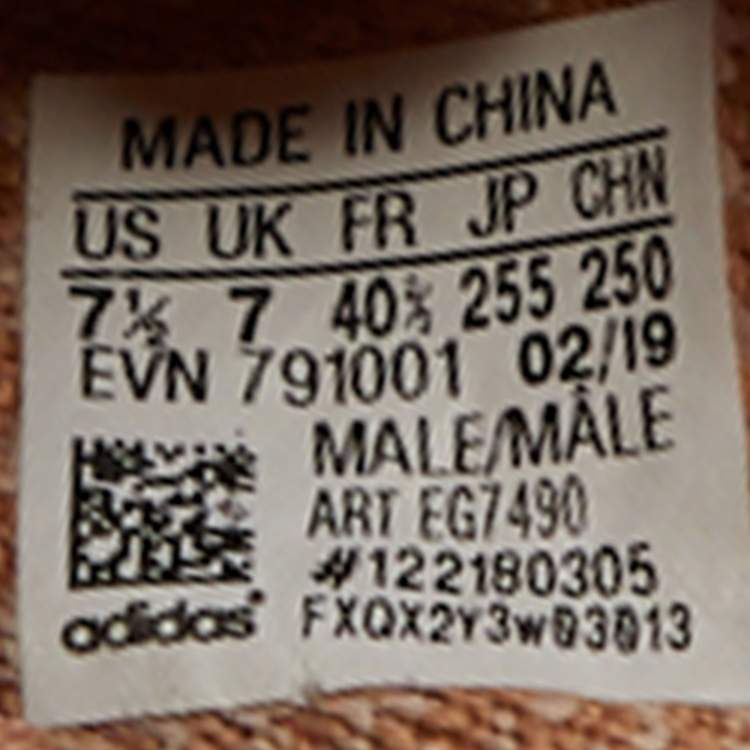 MADE IN CHINA
US UK FR JP CHN
7½ 7 40⅔ 255 250
EVN 791001 02/19
MALE/MÂLE
ART EG7490
#122180305
adidas FXQX2Y3W03013